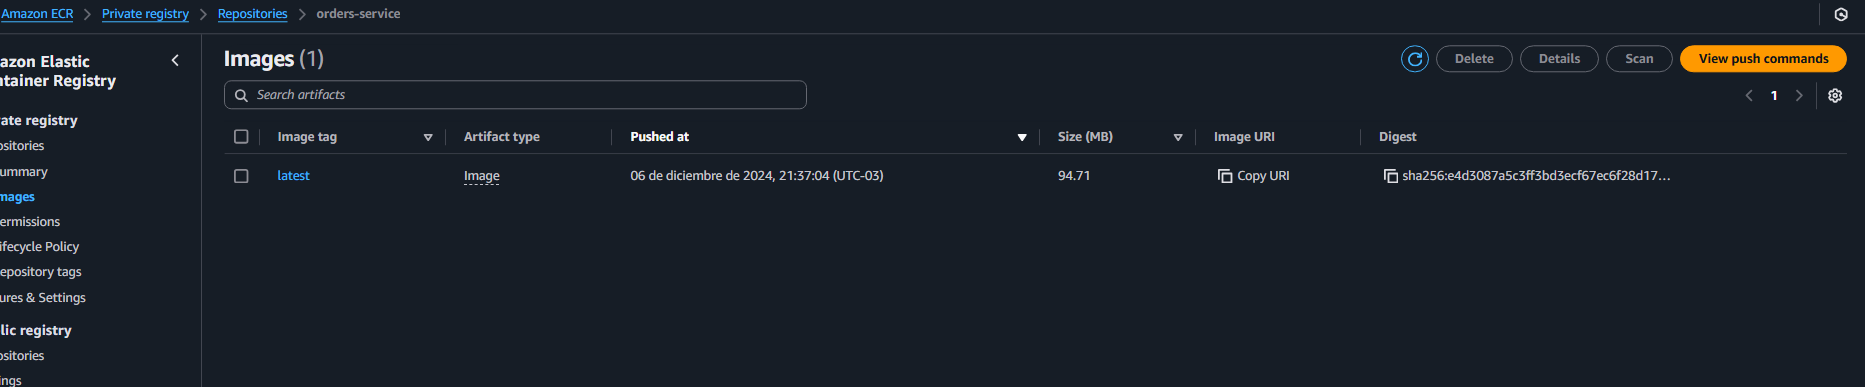 Amazon ECR > Private registry > Repositories > orders-service
azon Elastic
ntainer Registry
vate registry
ositories
ummary
mages
ermissions
ifecycle Policy
epository tags
ures & Settings
lic registry
ositories
ings
Images (1)
Delete
Details
Scan
View push commands
Search artifacts
1
Image tag Artifact type Pushed at Size (MB) Image URI Digest
latest Image 06 de diciembre de 2024, 21:37:04 (UTC-03) 94.71 Copy URI sha256:e4d3087a5c3ff3bd3ecf67ec6f28d17...